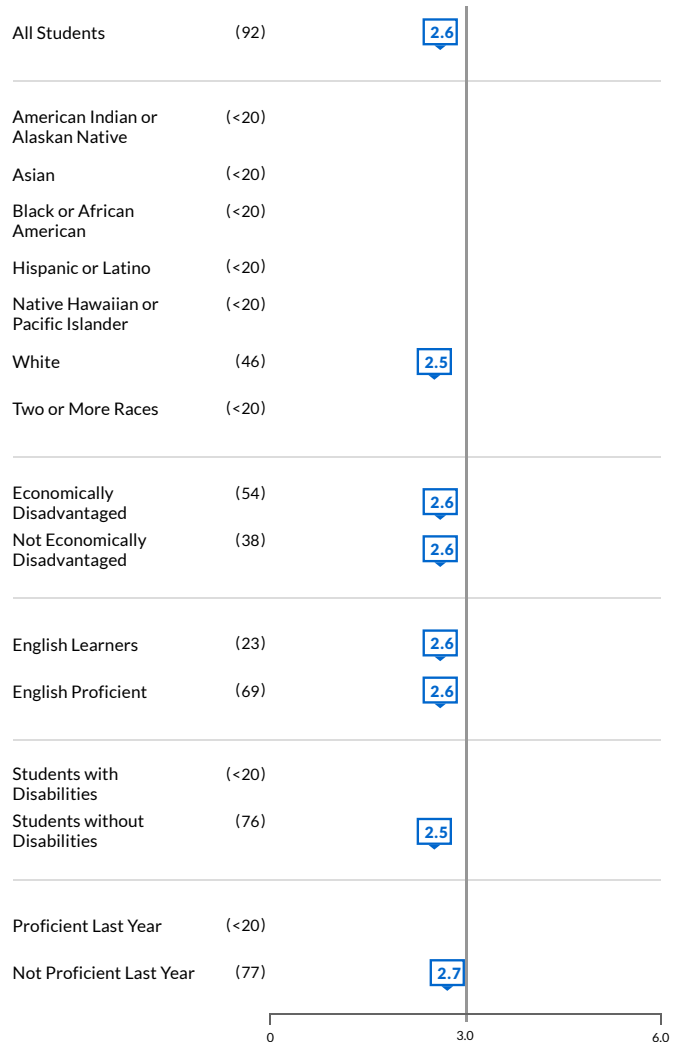 All Students (92) 2.6
American Indian or (<20)
Alaskan Native
Asian (<20)
Black or African (<20)
American
Hispanic or Latino (<20)
Native Hawaiian or (<20)
Pacific Islander
White (46) 2.5
Two or More Races (<20)
Economically (54) 2.6
Disadvantaged
Not Economically (38) 2.6
Disadvantaged
English Learners (23) 2.6
English Proficient (69) 2.6
Students with (<20)
Disabilities
Students without (76) 2.5
Disabilities
Proficient Last Year (<20)
Not Proficient Last Year (77) 2.7
0 3.0 6.0